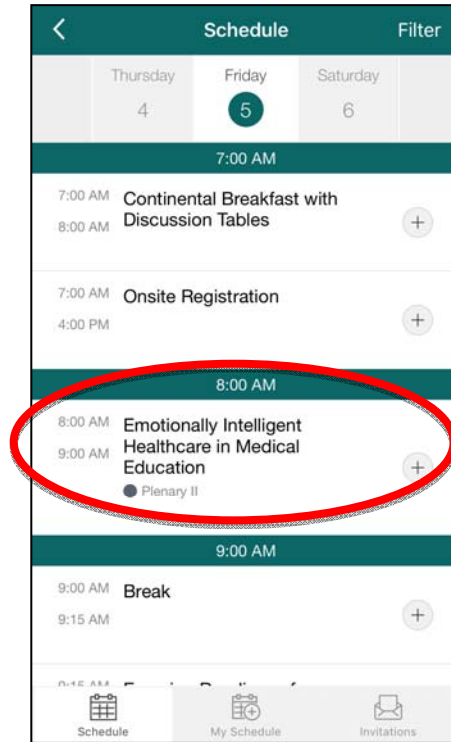 Schedule Filter
Thursday Friday Saturday
4 5 6
7:00 AM
7:00 AM Continental Breakfast with
8:00 AM Discussion Tables
7:00 AM Onsite Registration
4:00 PM
8:00 AM
8:00 AM Emotionally Intelligent
9:00 AM Healthcare in Medical
Education
Plenary II
9:00 AM
9:00 AM Break
9:15 AM
9:15 AM
Schedule My Schedule Invitations